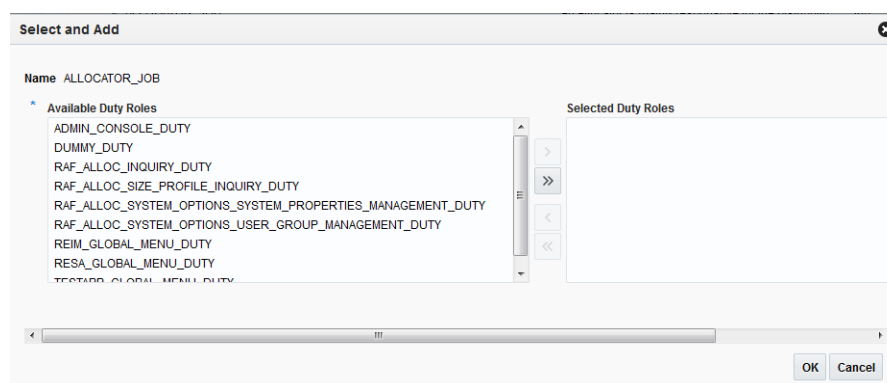 Select and Add
Name ALLOCATOR_JOB
* Available Duty Roles
Selected Duty Roles
ADMIN_CONSOLE_DUTY
DUMMY_DUTY
RAF_ALLOC_INQUIRY_DUTY
RAF_ALLOC_SIZE_PROFILE_INQUIRY_DUTY
RAF_ALLOC_SYSTEM_OPTIONS_SYSTEM_PROPERTIES_MANAGEMENT_DUTY
RAF_ALLOC_SYSTEM_OPTIONS_USER_GROUP_MANAGEMENT_DUTY
REIM_GLOBAL_MENU_DUTY
RESA_GLOBAL_MENU_DUTY
OK Cancel